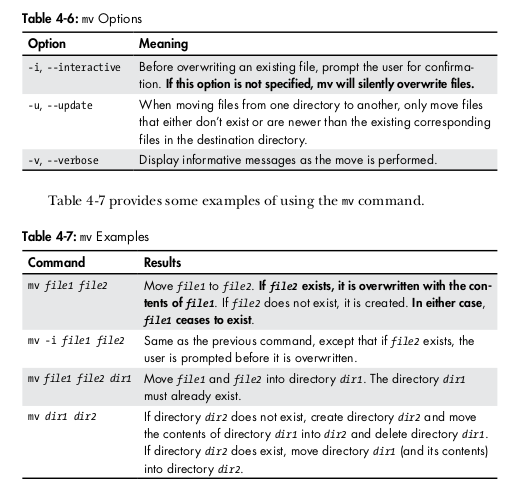 Table 4-6: mv Options
Option Meaning
-i, --interactive Before overwriting an existing file, prompt the user for confirma-
tion. If this option is not specified, mv will silently overwrite files.
-u, --update When moving files from one directory to another, only move files
that either don’t exist or are newer than the existing corresponding
files in the destination directory.
-v, --verbose Display informative messages as the move is performed.
Table 4-7 provides some examples of using the mv command.
Table 4-7: mv Examples
Command Results
mv file1 file2 Move file1 to file2. If file2 exists, it is overwritten with the con-
tents of file1. If file2 does not exist, it is created. In either case,
file1 ceases to exist.
mv -i file1 file2 Same as the previous command, except that if file2 exists, the
user is prompted before it is overwritten.
mv file1 file2 dir1 Move file1 and file2 into directory dir1. The directory dir1
must already exist.
mv dir1 dir2 If directory dir2 does not exist, create directory dir2 and move
the contents of directory dir1 into dir2 and delete directory dir1.
If directory dir2 does exist, move directory dir1 (and its contents)
into directory dir2.